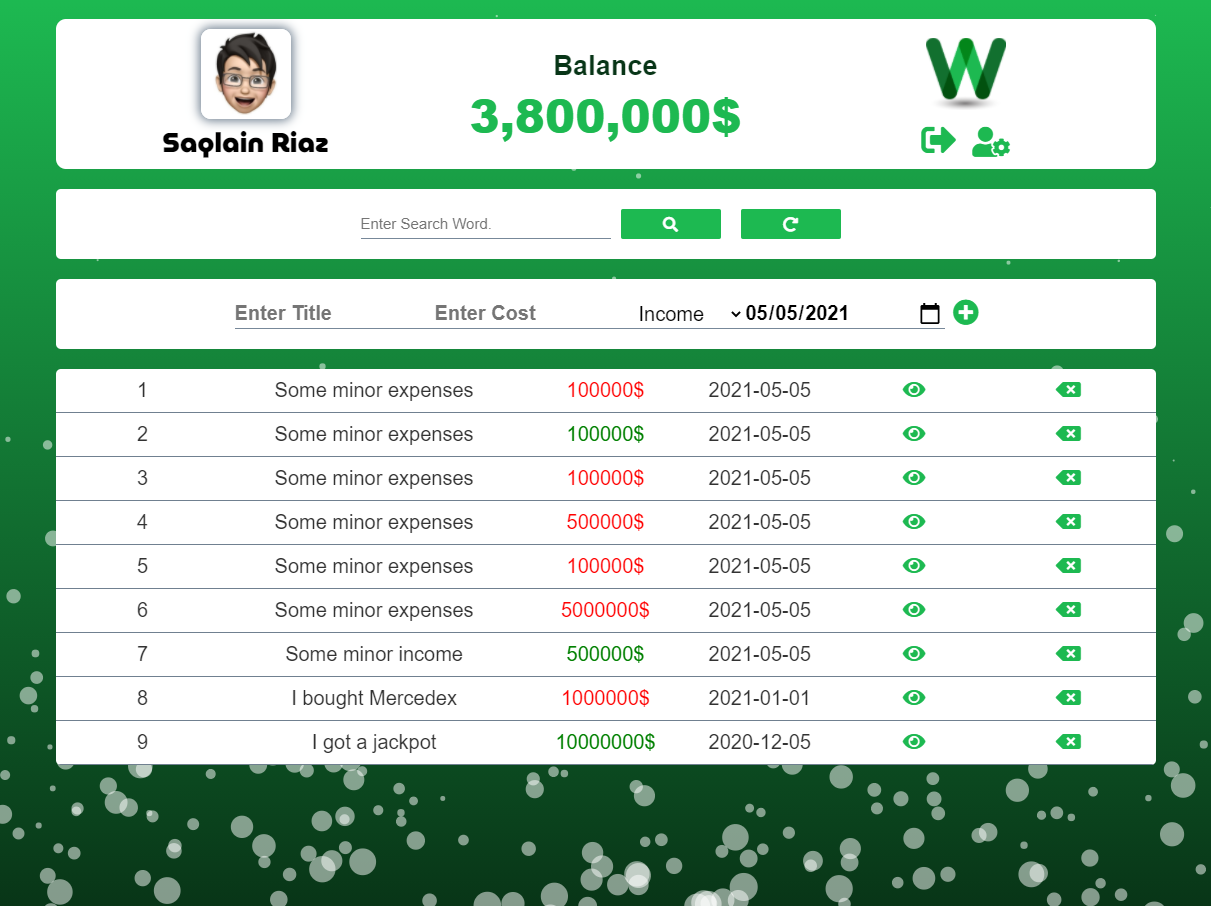 Saqlain Riaz
Balance
3,800,000$
W
Enter Search Word.
Enter Title Enter Cost Income 05/05/2021
1 Some minor expenses 100000$ 2021-05-05
2 Some minor expenses 100000$ 2021-05-05
3 Some minor expenses 100000$ 2021-05-05
4 Some minor expenses 500000$ 2021-05-05
5 Some minor expenses 100000$ 2021-05-05
6 Some minor expenses 5000000$ 2021-05-05
7 Some minor income 500000$ 2021-05-05
8 I bought Mercedex 1000000$ 2021-01-01
9 I got a jackpot 10000000$ 2020-12-05